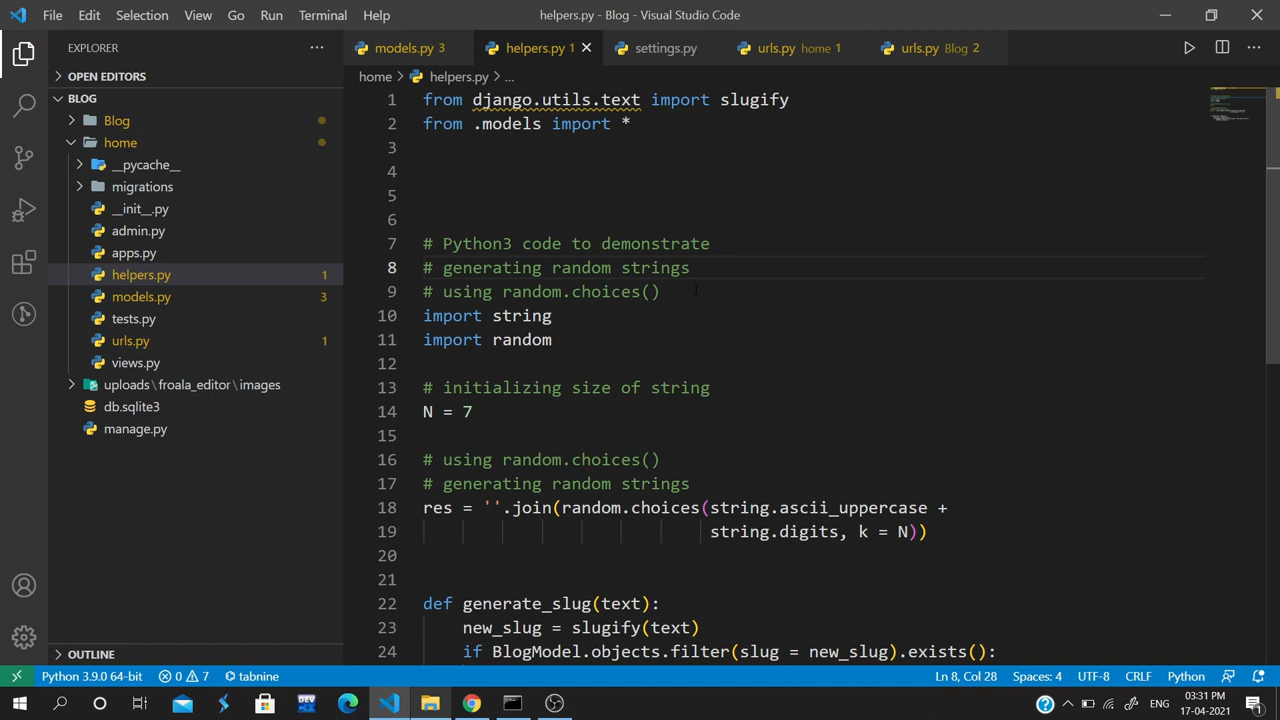 File Edit Selection View Go Run Terminal Help helpers.py - Blog - Visual Studio Code
EXPLORER
models.py 3 helpers.py 1 settings.py urls.py home 1 urls.py Blog 2
OPEN EDITORS
BLOG
Blog
home
__pycache__
migrations
__init__.py
admin.py
apps.py
helpers.py 1
models.py 3
tests.py
urls.py 1
views.py
uploads\froala_editor\images
db.sqlite3
manage.py
OUTLINE
home > helpers.py > ...
1 from django.utils.text import slugify
2 from .models import *
3
4
5
6
7 # Python3 code to demonstrate
8 # generating random strings
9 # using random.choices()
10 import string
11 import random
12
13 # initializing size of string
14 N = 7
15
16 # using random.choices()
17 # generating random strings
18 res = ''.join(random.choices(string.ascii_uppercase +
19 string.digits, k = N))
20
21
22 def generate_slug(text):
23 new_slug = slugify(text)
24 if BlogModel.objects.filter(slug = new_slug).exists():
Python 3.9.0 64-bit 0 7 tabnine Ln 8, Col 28 Spaces: 4 UTF-8 CRLF Python
DEV
ENG
03:31 PM
17-04-2021
1